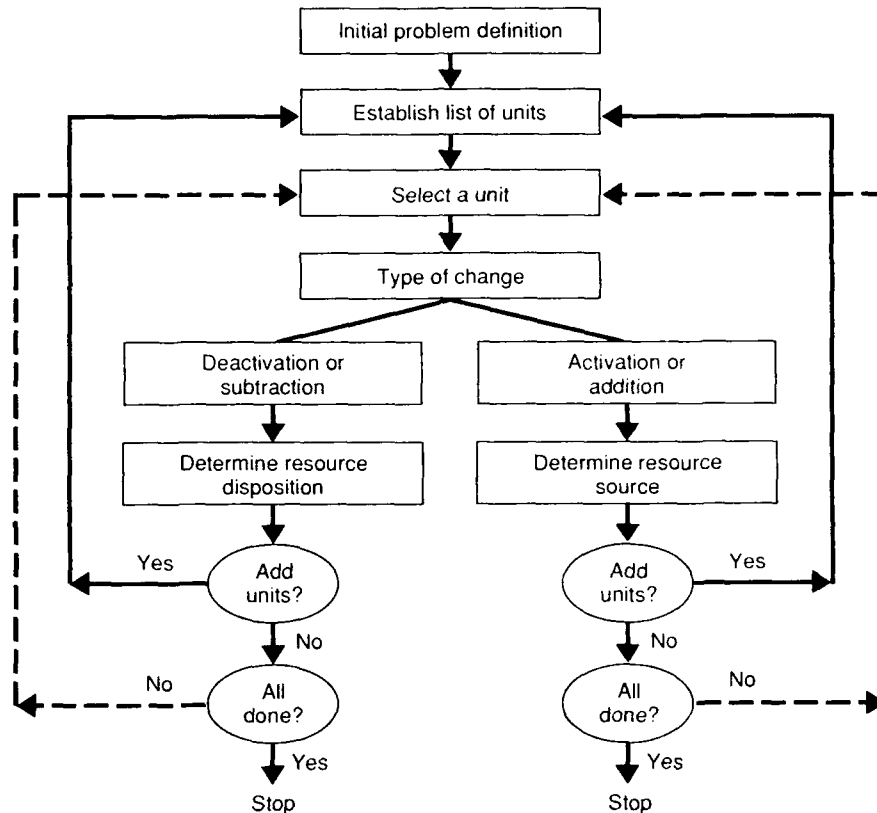 Initial problem definition
Establish list of units
Select a unit
Type of change
Deactivation or
subtraction
Activation or
addition
Determine resource
disposition
Determine resource
source
Yes
Add
units?
Add
units?
Yes
No
No
No
All
done?
All
done?
No
Yes
Yes
Stop
Stop